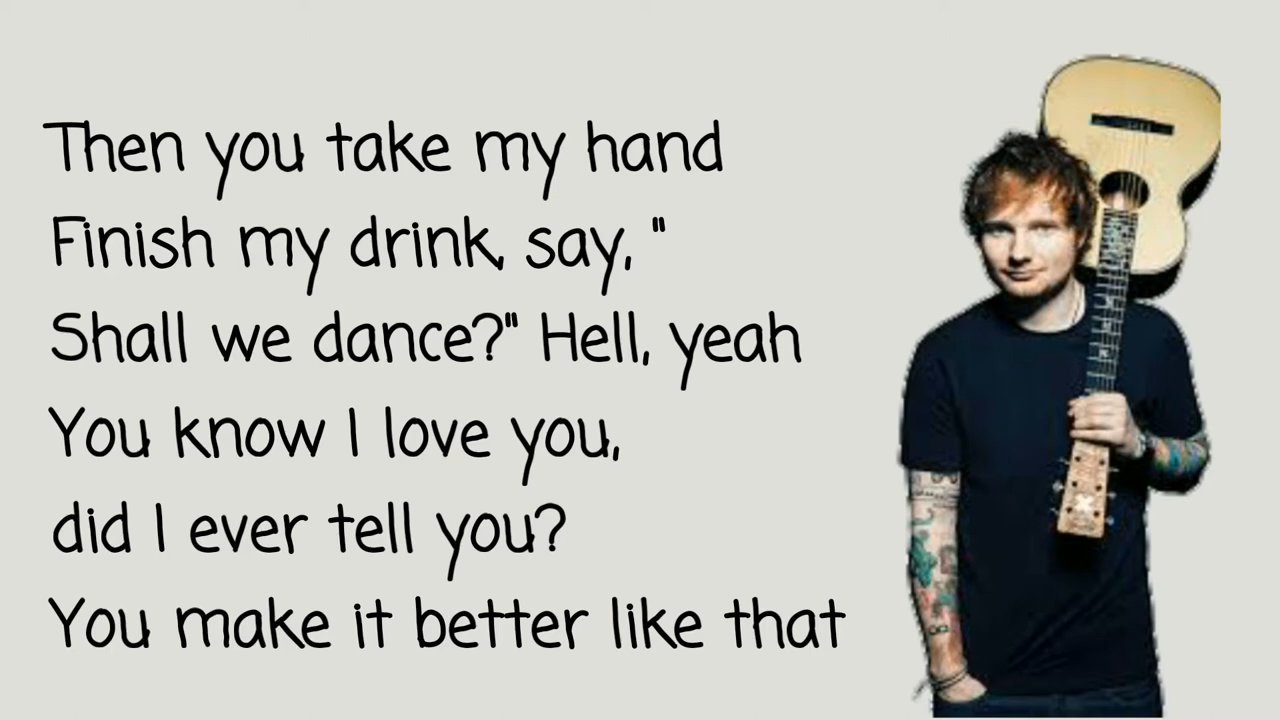 Then you take my hand
Finish my drink, say, "
Shall we dance?" Hell, yeah
You know I love you,
did I ever tell you?
You make it better like that